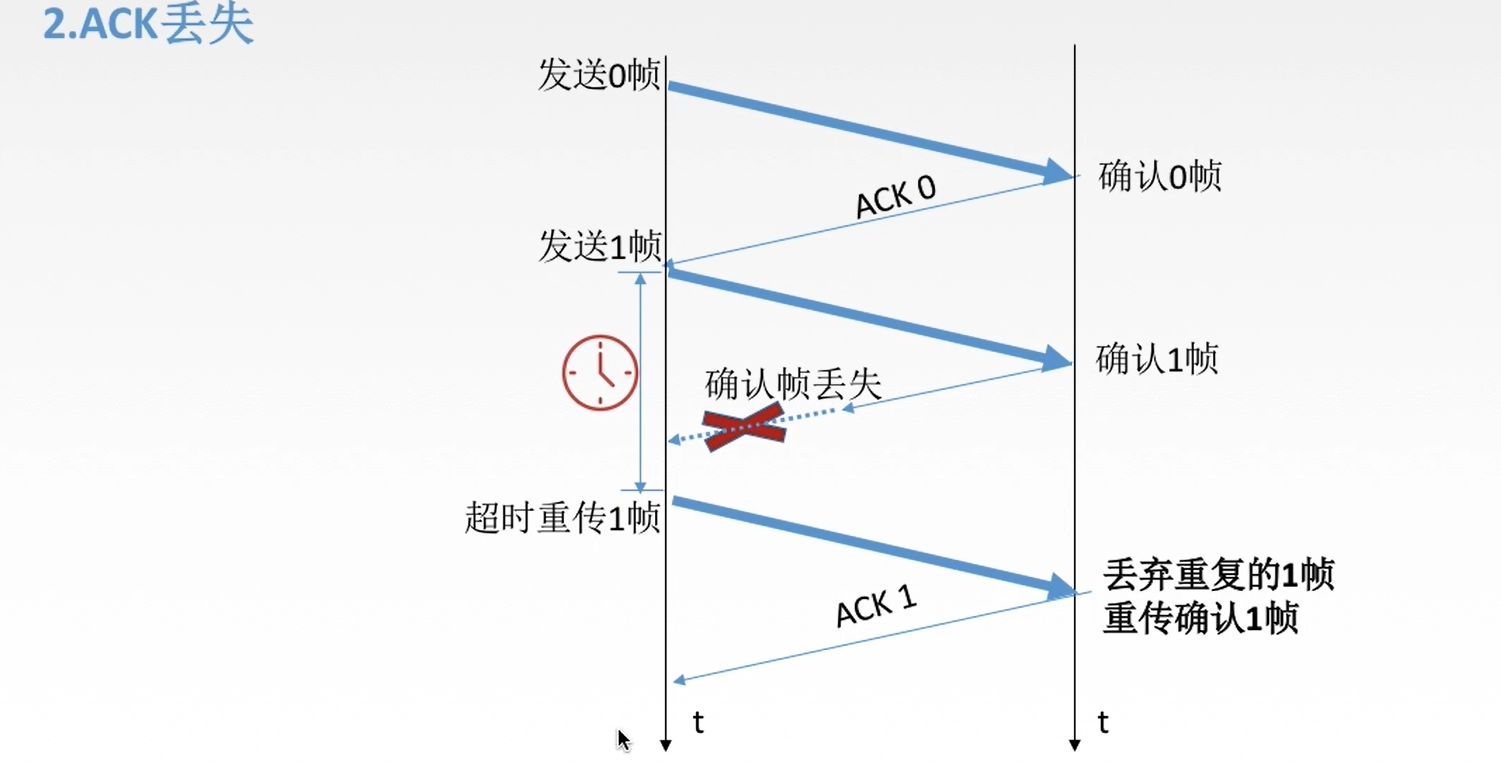 2.ACK丢失
发送0帧
确认0帧
ACK 0
发送1帧
确认1帧
确认帧丢失
超时重传1帧
丢弃重复的1帧
重传确认1帧
ACK 1
t
t